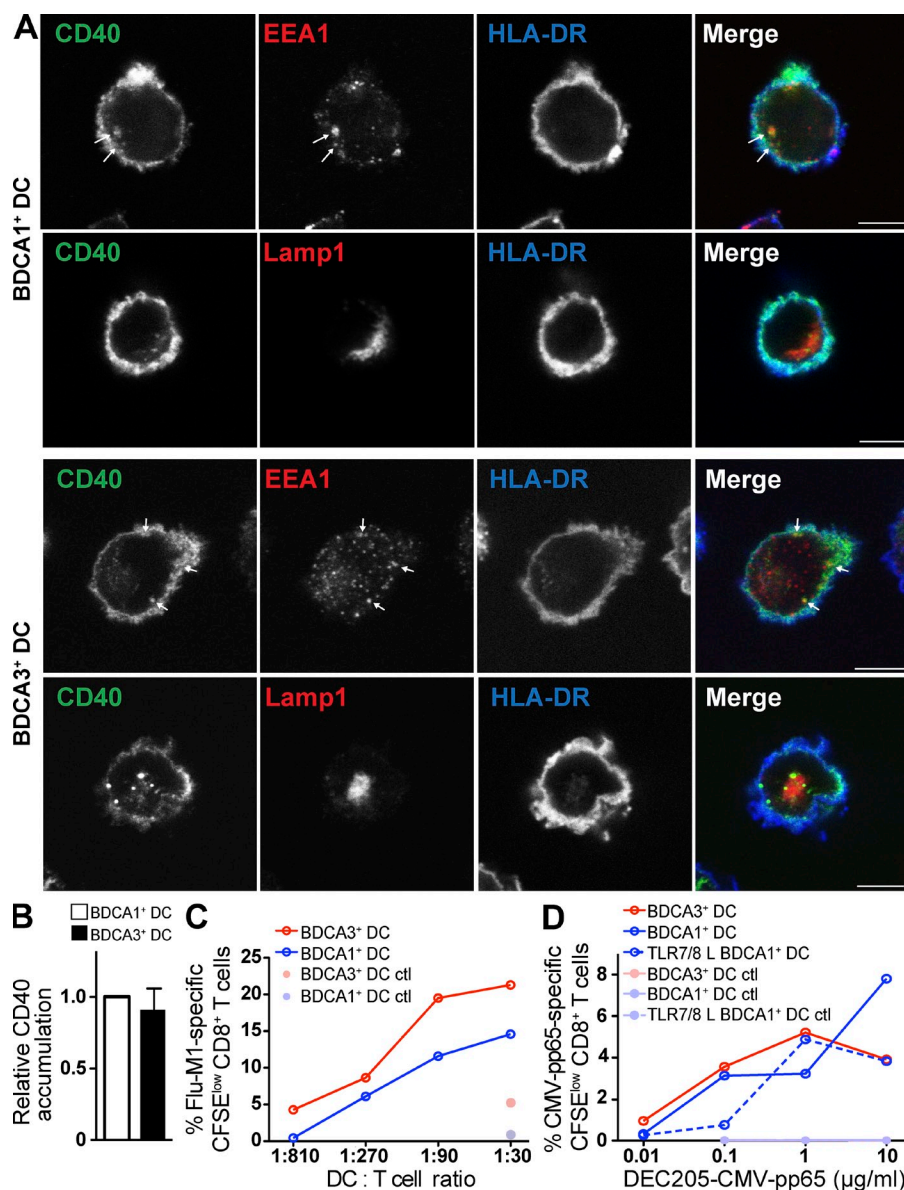 A
CD40 EEA1 HLA-DR Merge
BDCA1+ DC
CD40 Lamp1 HLA-DR Merge
CD40 EEA1 HLA-DR Merge
BDCA3+ DC
CD40 Lamp1 HLA-DR Merge
B
BDCA1+ DC
BDCA3+ DC
Relative CD40
accumulation
1.0
0.5
0
C
BDCA3+ DC
BDCA1+ DC
BDCA3+ DC ctl
BDCA1+ DC ctl
% Flu-M1-specific
CFSElow CD8+ T cells
25
20
15
10
5
0
1:810 1:270 1:90 1:30
DC : T cell ratio
D
BDCA3+ DC
BDCA1+ DC
TLR7/8 L BDCA1+ DC
BDCA3+ DC ctl
BDCA1+ DC ctl
TLR7/8 L BDCA1+ DC ctl
% CMV-pp65-specific
CFSElow CD8+ T cells
8
6
4
2
0
0.01 0.1 1 10
DEC205-CMV-pp65 (µg/ml)